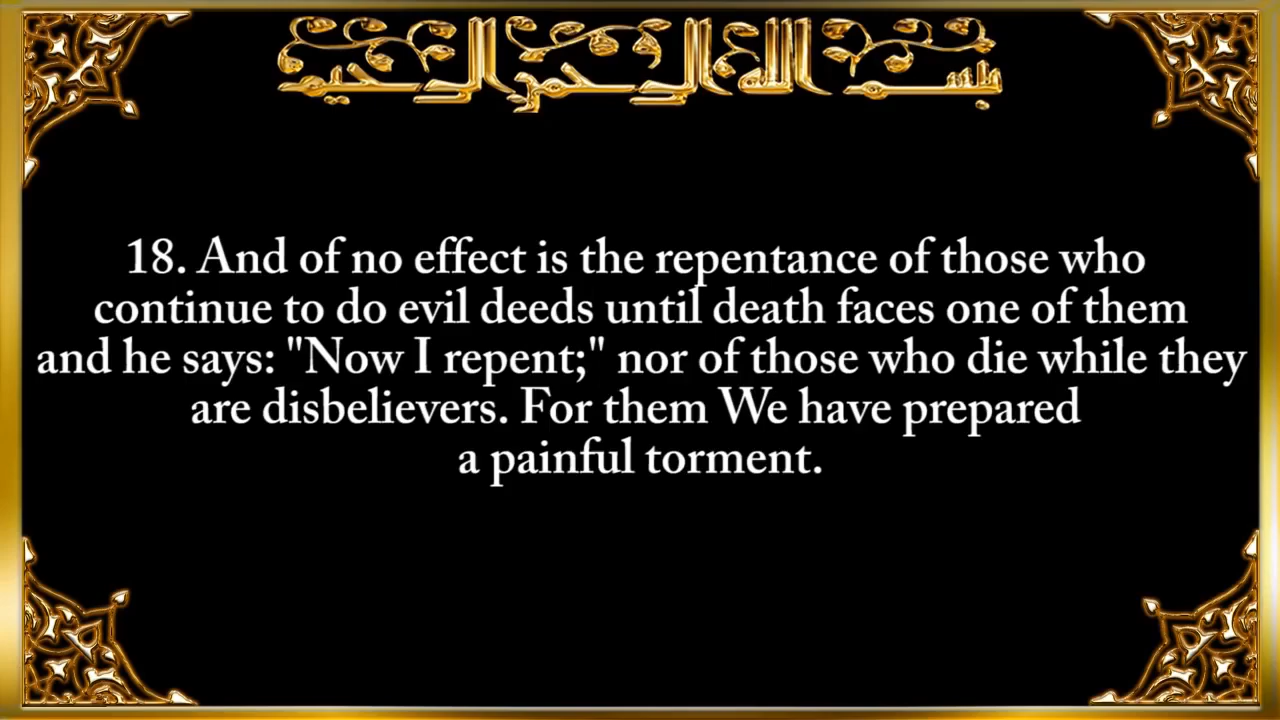 بسم الله الرحمن الرحيم
18. And of no effect is the repentance of those who
continue to do evil deeds until death faces one of them
and he says: "Now I repent;" nor of those who die while they
are disbelievers. For them We have prepared
a painful torment.